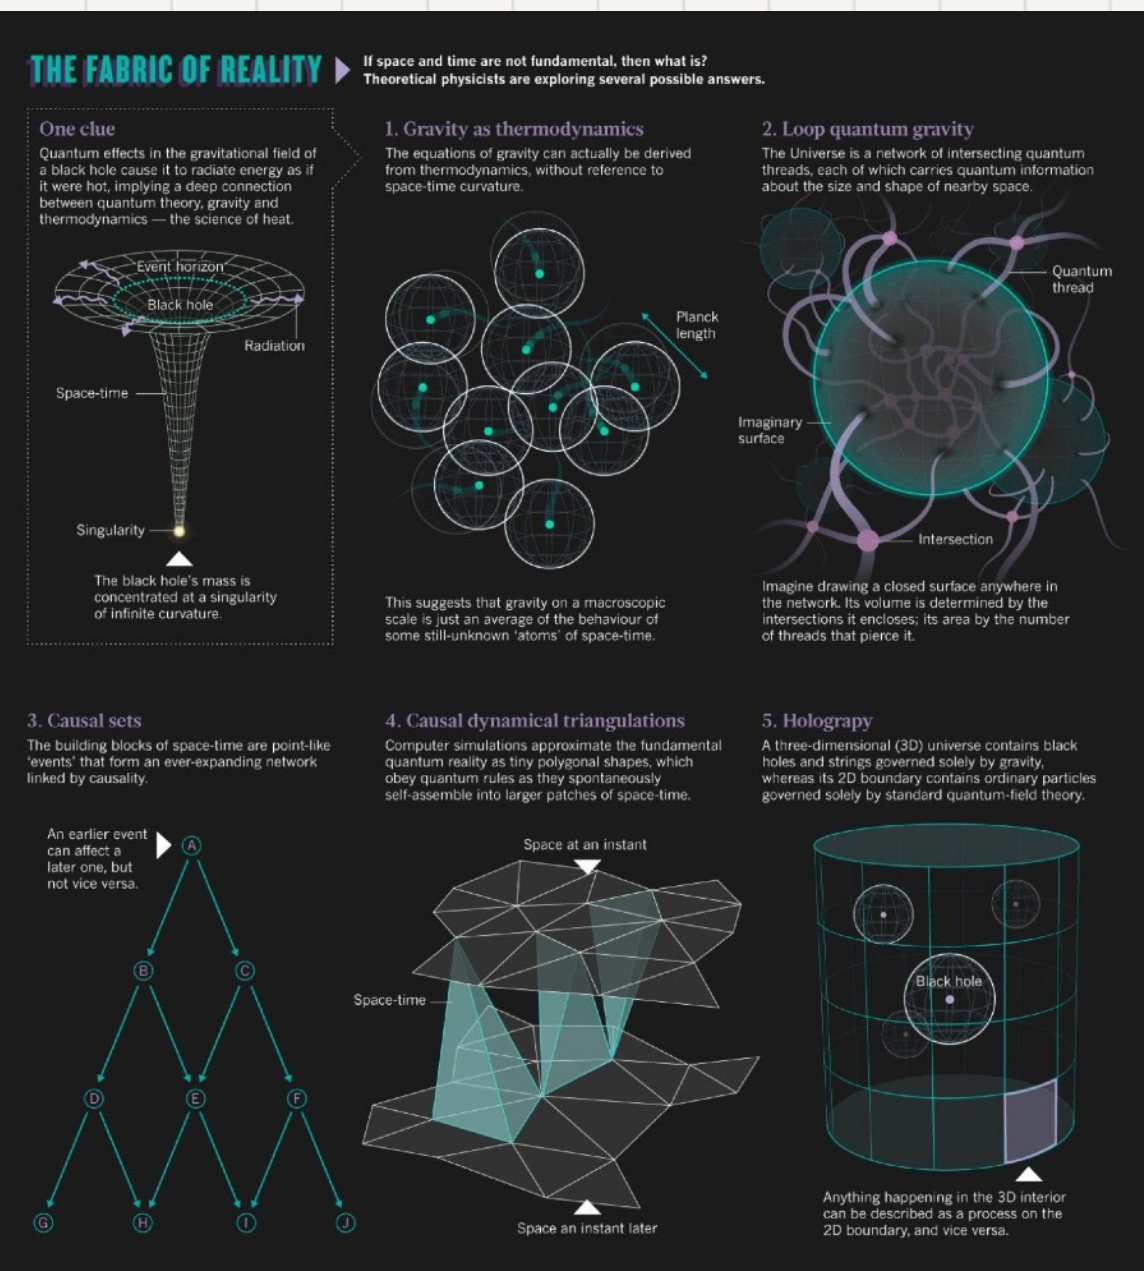 THE FABRIC OF REALITY
If space and time are not fundamental, then what is?
Theoretical physicists are exploring several possible answers.
One clue
Quantum effects in the gravitational field of
a black hole cause it to radiate energy as if
it were hot, implying a deep connection
between quantum theory, gravity and
thermodynamics — the science of heat.
Event horizon
Black hole
Radiation
Space-time
Singularity
The black hole's mass is
concentrated at a singularity
of infinite curvature.
1. Gravity as thermodynamics
The equations of gravity can actually be derived
from thermodynamics, without reference to
space-time curvature.
Planck
length
This suggests that gravity on a macroscopic
scale is just an average of the behaviour of
some still-unknown 'atoms' of space-time.
2. Loop quantum gravity
The Universe is a network of intersecting quantum
threads, each of which carries quantum information
about the size and shape of nearby space.
Quantum
thread
Imaginary
surface
Intersection
Imagine drawing a closed surface anywhere in
the network. Its volume is determined by the
intersections it encloses; its area by the number
of threads that pierce it.
3. Causal sets
The building blocks of space-time are point-like
'events' that form an ever-expanding network
linked by causality.
An earlier event
can affect a
later one, but
not vice versa.
A
B C
D E F
G H I J
4. Causal dynamical triangulations
Computer simulations approximate the fundamental
quantum reality as tiny polygonal shapes, which
obey quantum rules as they spontaneously
self-assemble into larger patches of space-time.
Space at an instant
Space-time
Space an instant later
5. Holograpy
A three-dimensional (3D) universe contains black
holes and strings governed solely by gravity,
whereas its 2D boundary contains ordinary particles
governed solely by standard quantum-field theory.
Black hole
Anything happening in the 3D interior
can be described as a process on the
2D boundary, and vice versa.